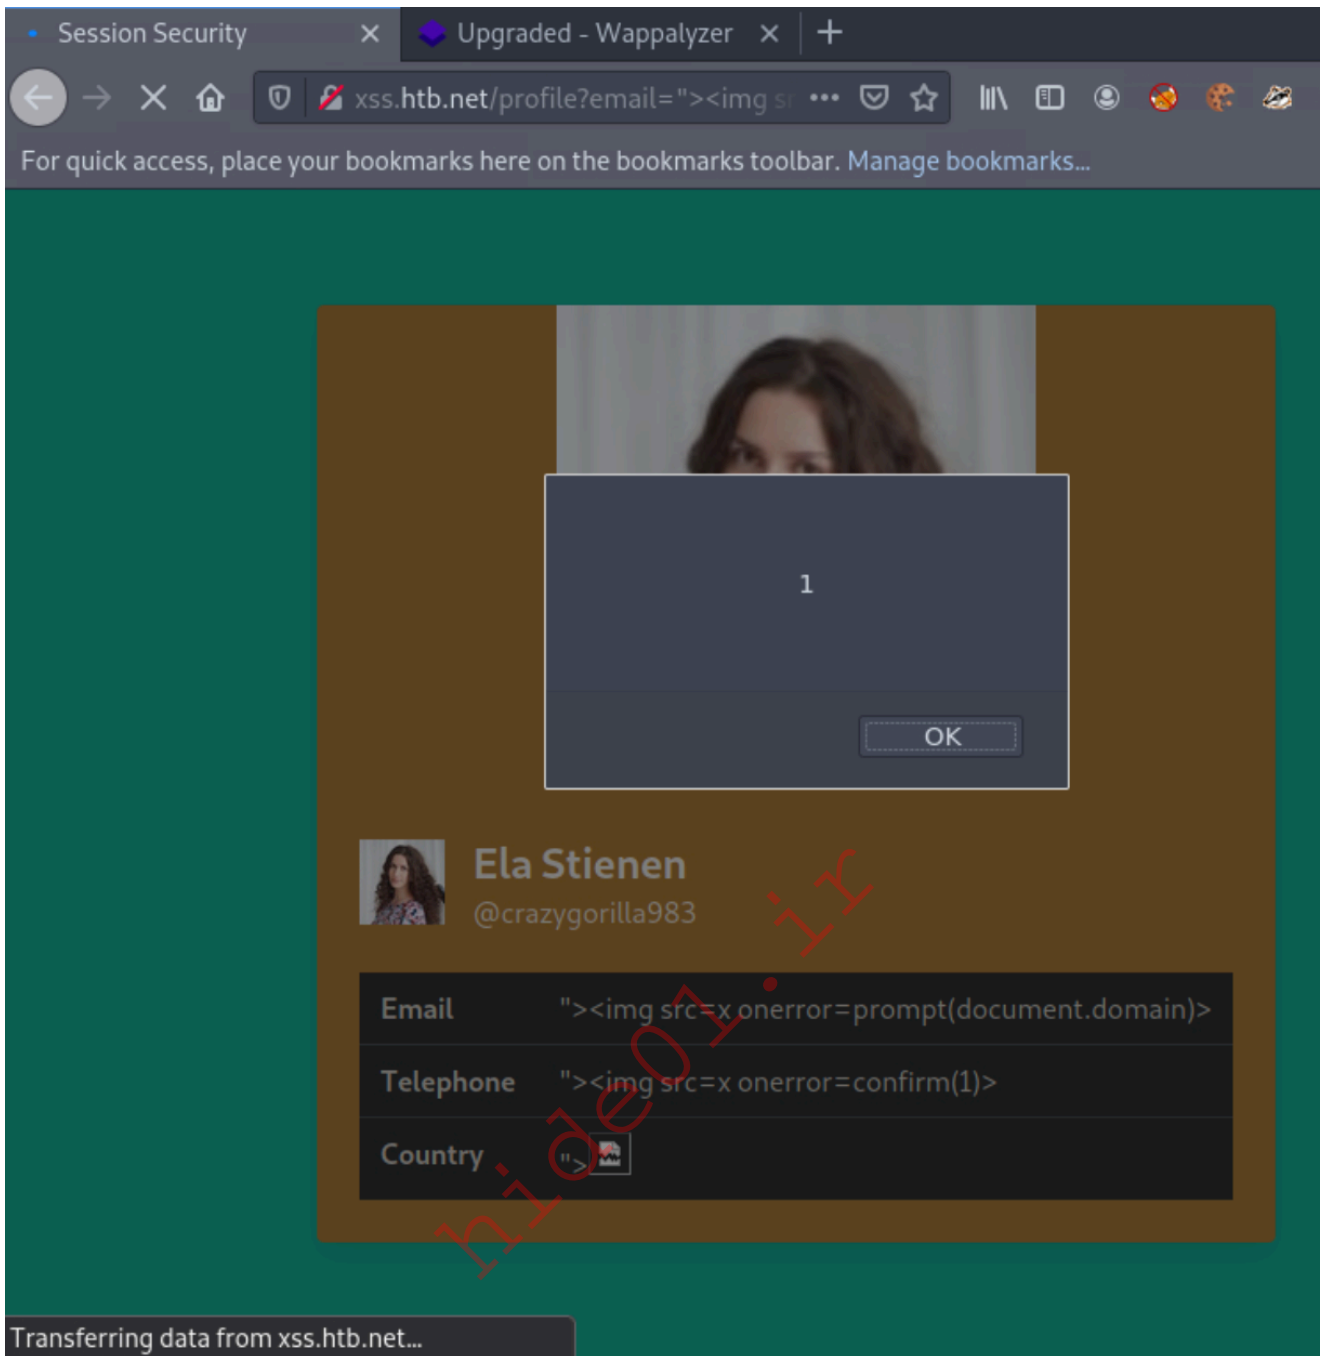 Session Security
Upgraded - Wappalyzer
xss.htb.net/profile?email="><img sr
For quick access, place your bookmarks here on the bookmarks toolbar. Manage bookmarks...
1
OK
Ela Stienen
@crazygorilla983
Email "><img src=x onerror=prompt(document.domain)>
Telephone "><img src=x onerror=confirm(1)>
Country ">
hide01.ir
Transferring data from xss.htb.net...